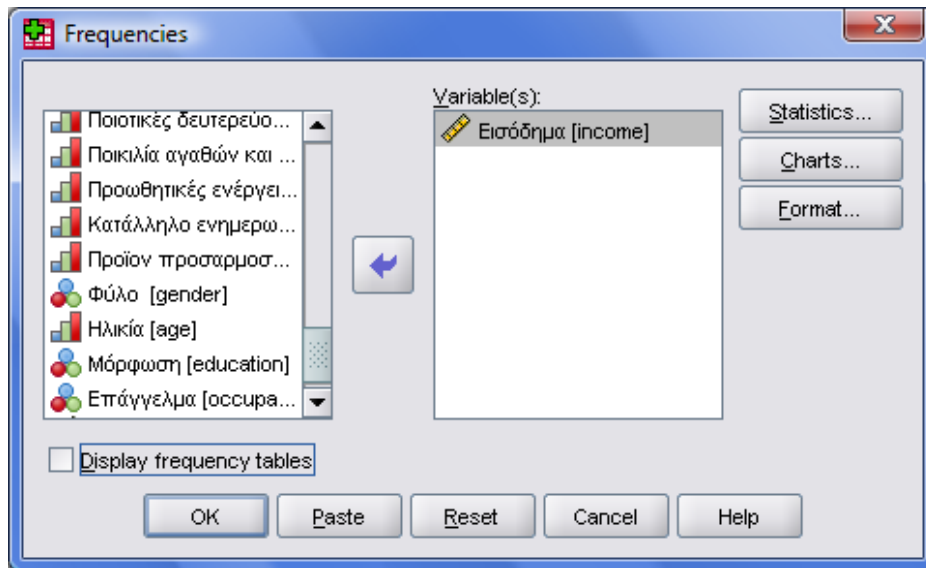 Frequencies
Ποιοτικές δευτερεύο...
Ποικιλία αγαθών και ...
Προωθητικές ενέργει...
Κατάλληλο ενημερω...
Προϊον προσαρμοσ...
Φύλο [gender]
Ηλικία [age]
Μόρφωση [education]
Επάγγελμα [occupa...
Variable(s):
Εισόδημα [income]
Statistics...
Charts...
Format...
Display frequency tables
OK
Paste
Reset
Cancel
Help